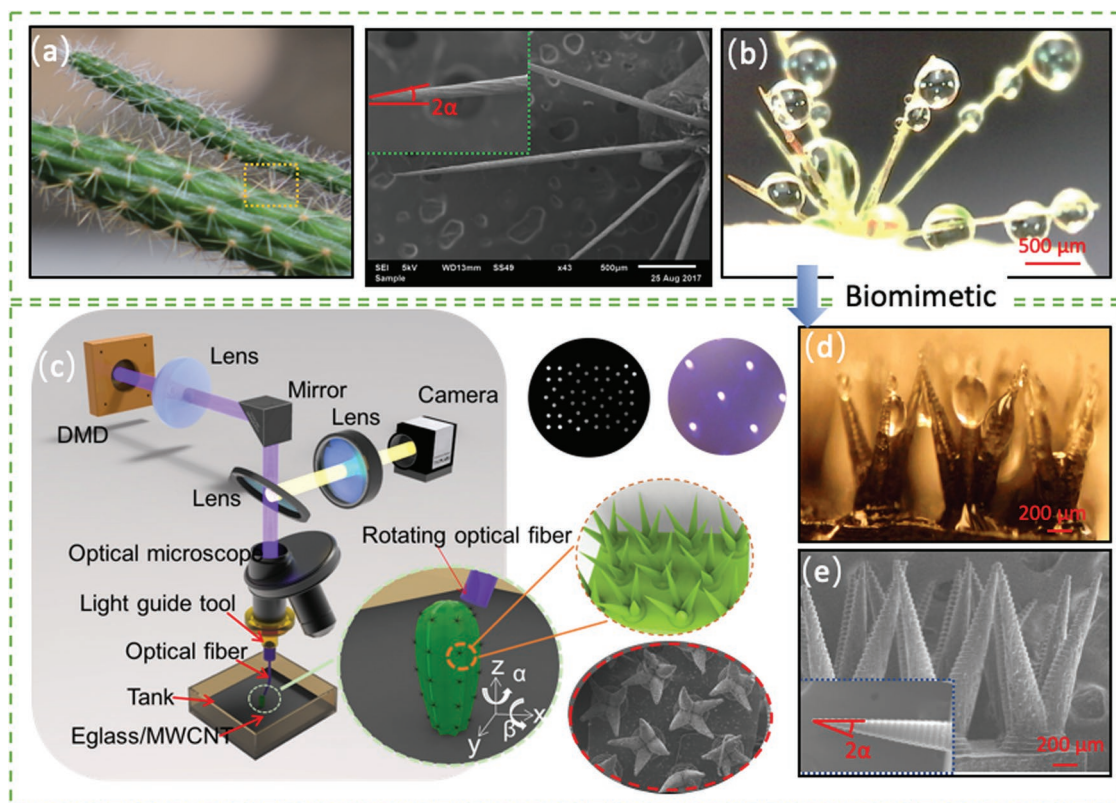 (a)
2α
SEI 5kV WD13mm SS49 x43 500μm
Sample 25 Aug 2017
(b)
500 μm
Biomimetic
(c)
Lens
Mirror
Camera
Lens
DMD
Lens
Optical microscope
Rotating optical fiber
Light guide tool
Optical fiber
Tank
Eglass/MWCNT
z
α
x
β
y
(d)
200 μm
(e)
2α
200 μm